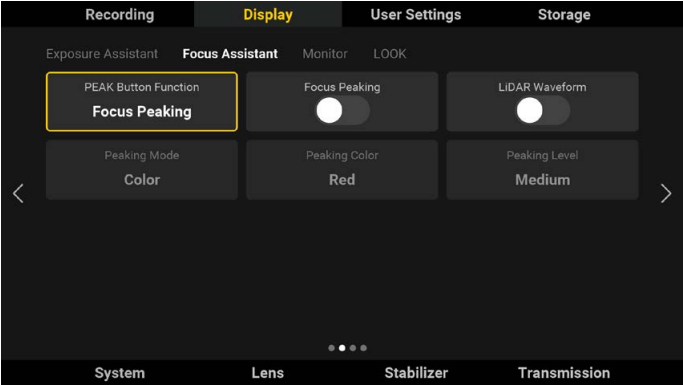 Recording Display User Settings Storage
Exposure Assistant Focus Assistant Monitor LOOK
PEAK Button Function Focus Peaking LiDAR Waveform
Focus Peaking
Peaking Mode Peaking Color Peaking Level
Color Red Medium
System Lens Stabilizer Transmission